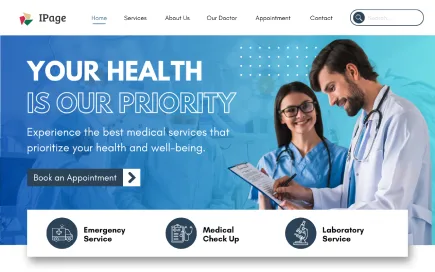 IPage
Home Services About Us Our Doctor Appointment Contact Search...
YOUR HEALTH
IS OUR PRIORITY
Experience the best medical services that
prioritize your health and well-being.
Book an Appointment
Emergency
Service
Medical
Check Up
Laboratory
Service